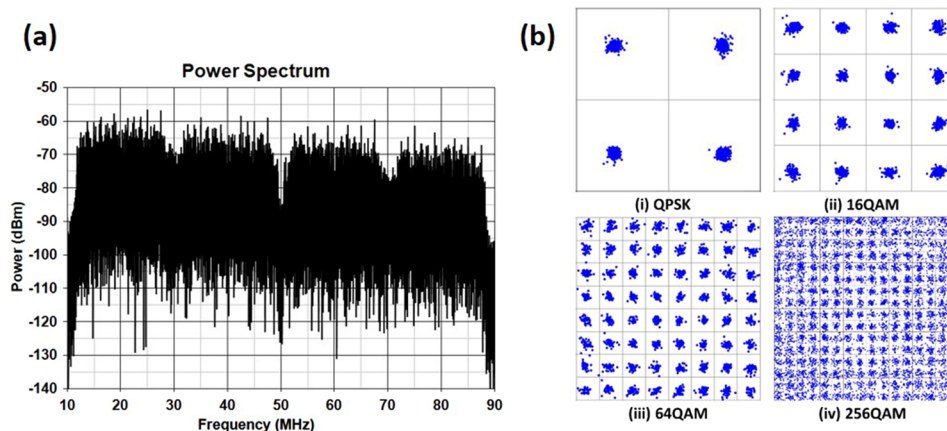 (a)
Power Spectrum
Power (dBm)
-50
-60
-70
-80
-90
-100
-110
-120
-130
-140
10 20 30 40 50 60 70 80 90
Frequency (MHz)
(b)
(i) QPSK
(ii) 16QAM
(iii) 64QAM
(iv) 256QAM